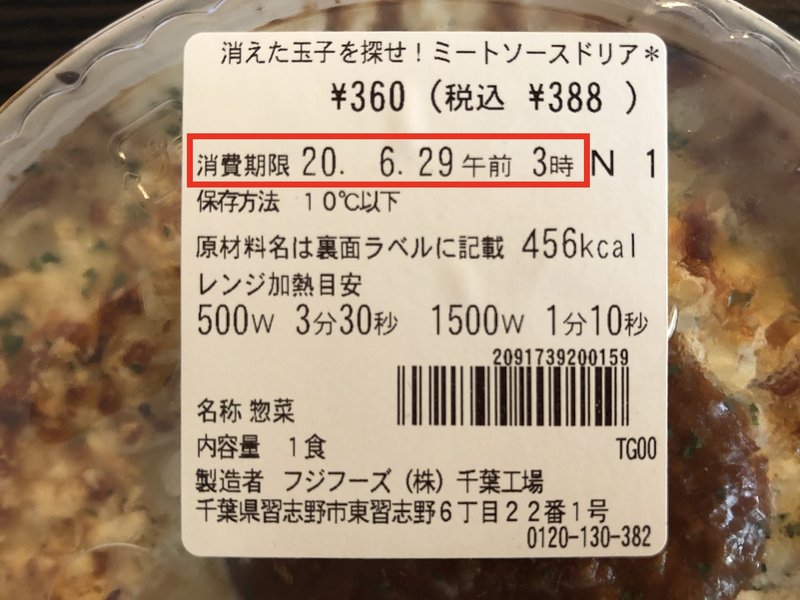 消えた玉子を探せ！ミートソースドリア＊
¥360 (税込 ¥388 )
消費期限 20. 6.29午前 3時 N 1
保存方法 10℃以下
原材料名は裏面ラベルに記載 456kcal
レンジ加熱目安
500W 3分30秒 1500W 1分10秒
2091739200159
名称 惣菜
内容量 1食 TG00
製造者 フジフーズ（株）千葉工場
千葉県習志野市東習志野６丁目２２番１号
0120-130-382